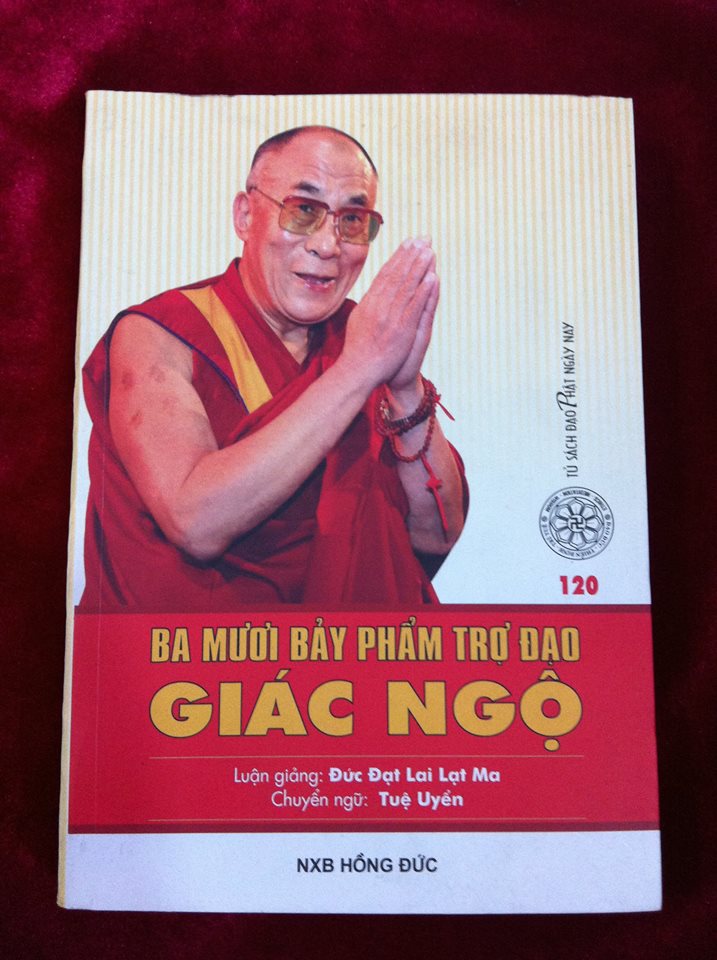 TỦ SÁCH ĐẠO PHẬT NGÀY NAY
120
BA MƯƠI BẢY PHẨM TRỢ ĐẠO
GIÁC NGỘ
Luận giảng: Đức Đạt Lai Lạt Ma
Chuyển ngữ: Tuệ Uyển
NXB HỒNG ĐỨC